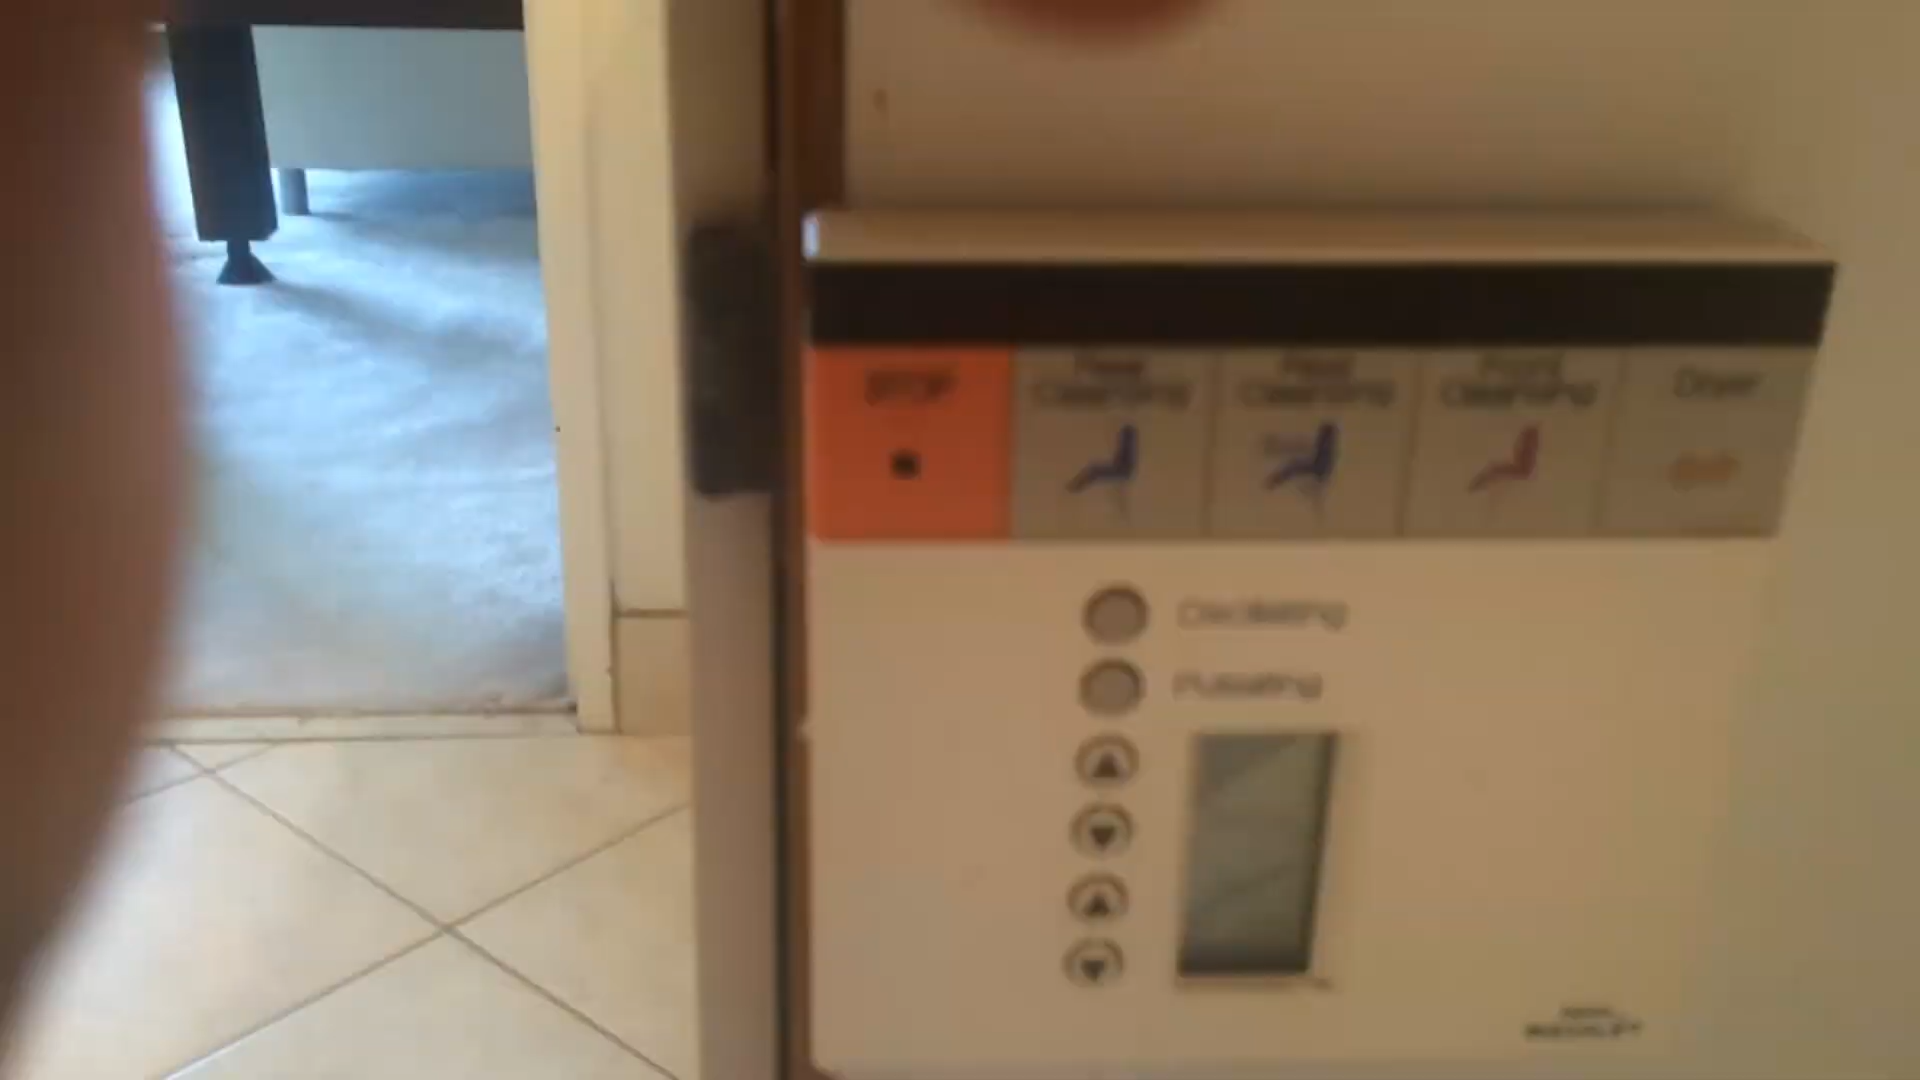 STOP
Rear
Cleansing
Rear
Cleansing
Front
Cleansing
Dryer
Oscillating
Pulsating